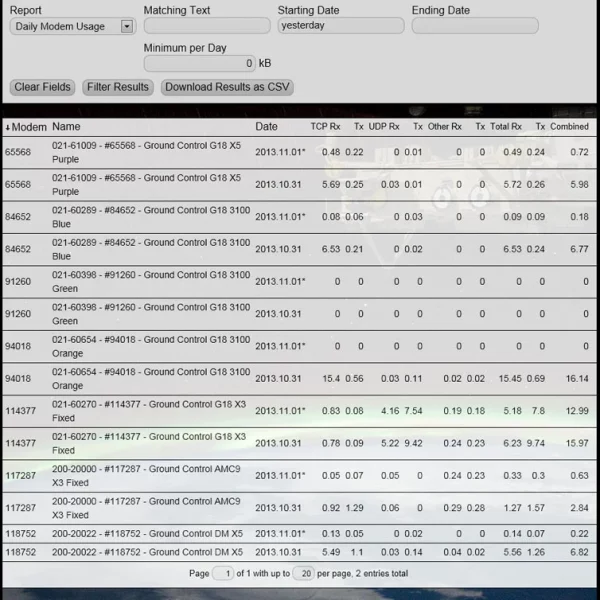 Report Matching Text Starting Date Ending Date
Daily Modem Usage yesterday
Minimum per Day
0 kB
Clear Fields Filter Results Download Results as CSV
↓Modem Name Date TCP Rx Tx UDP Rx Tx Other Rx Tx Total Rx Tx Combined
65568 021-61009 - #65568 - Ground Control G18 X5 Purple 2013.11.01* 0.48 0.22 0 0.01 0 0 0.49 0.24 0.72
65568 021-61009 - #65568 - Ground Control G18 X5 Purple 2013.10.31 5.69 0.25 0.03 0.01 0 0 5.72 0.26 5.98
84652 021-60289 - #84652 - Ground Control G18 3100 Blue 2013.11.01* 0.08 0.06 0 0.03 0 0 0.09 0.09 0.18
84652 021-60289 - #84652 - Ground Control G18 3100 Blue 2013.10.31 6.53 0.21 0 0.02 0 0 6.53 0.24 6.77
91260 021-60398 - #91260 - Ground Control G18 3100 Green 2013.11.01* 0 0 0 0 0 0 0 0 0
91260 021-60398 - #91260 - Ground Control G18 3100 Green 2013.10.31 0 0 0 0 0 0 0 0 0
94018 021-60654 - #94018 - Ground Control G18 3100 Orange 2013.11.01* 0 0 0 0 0 0 0 0 0
94018 021-60654 - #94018 - Ground Control G18 3100 Orange 2013.10.31 15.4 0.56 0.03 0.11 0.02 0.02 15.45 0.69 16.14
114377 021-60270 - #114377 - Ground Control G18 X3 Fixed 2013.11.01* 0.83 0.08 4.16 7.54 0.19 0.18 5.18 7.8 12.99
114377 021-60270 - #114377 - Ground Control G18 X3 Fixed 2013.10.31 0.78 0.09 5.22 9.42 0.24 0.23 6.23 9.74 15.97
117287 200-20000 - #117287 - Ground Control AMC9 X3 Fixed 2013.11.01* 0.05 0.07 0.05 0 0.24 0.23 0.33 0.3 0.63
117287 200-20000 - #117287 - Ground Control AMC9 X3 Fixed 2013.10.31 0.92 1.29 0.06 0 0.29 0.28 1.27 1.57 2.84
118752 200-20022 - #118752 - Ground Control DM X5 2013.11.01* 0.13 0.05 0 0.02 0 0 0.14 0.07 0.22
118752 200-20022 - #118752 - Ground Control DM X5 2013.10.31 5.49 1.1 0.03 0.14 0.04 0.02 5.56 1.26 6.82
Page 1 of 1 with up to 20 per page, 2 entries total